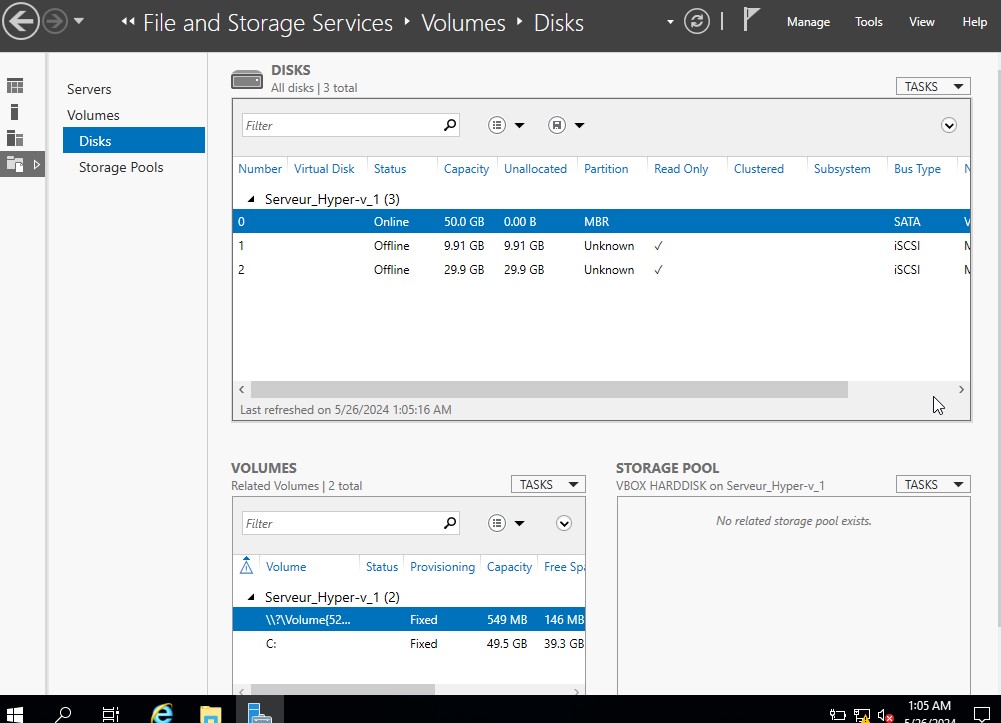 File and Storage Services ‣ Volumes ‣ Disks
Manage Tools View Help
Servers
Volumes
Disks
Storage Pools
DISKS
All disks | 3 total
TASKS
Filter
Number Virtual Disk Status Capacity Unallocated Partition Read Only Clustered Subsystem Bus Type N
Serveur_Hyper-v_1 (3)
0 Online 50.0 GB 0.00 B MBR SATA V
1 Offline 9.91 GB 9.91 GB Unknown ✓ iSCSI M
2 Offline 29.9 GB 29.9 GB Unknown ✓ iSCSI M
Last refreshed on 5/26/2024 1:05:16 AM
VOLUMES
Related Volumes | 2 total
TASKS
Filter
Volume Status Provisioning Capacity Free Spa
Serveur_Hyper-v_1 (2)
\\?\Volume{52... Fixed 549 MB 146 MB
C: Fixed 49.5 GB 39.3 GB
STORAGE POOL
VBOX HARDDISK on Serveur_Hyper-v_1
TASKS
No related storage pool exists.
1:05 AM
5/26/2024